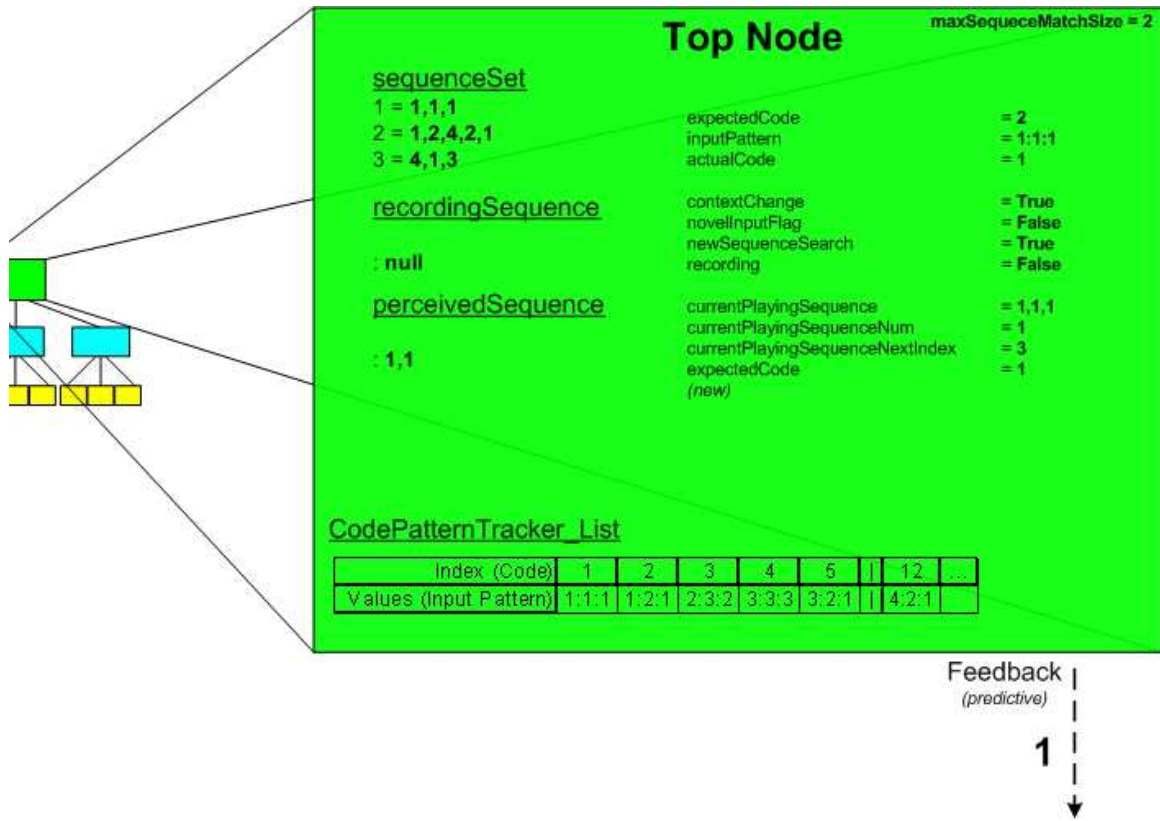 maxSequeceMatchSize = 2
Top Node
sequenceSet
1 = 1,1,1
2 = 1,2,4,2,1
3 = 4,1,3
expectedCode = 2
inputPattern = 1:1:1
actualCode = 1
recordingSequence
: null
contextChange = True
novelInputFlag = False
newSequenceSearch = True
recording = False
perceivedSequence
: 1,1
currentPlayingSequence = 1,1,1
currentPlayingSequenceNum = 1
currentPlayingSequenceNextIndex = 3
expectedCode = 1
(new)
CodePatternTracker_List
Index (Code) 1 2 3 4 5 | 12 ...
Values (Input Pattern) 1:1:1 1:2:1 2:3:2 3:3:3 3:2:1 | 4:2:1
Feedback
(predictive)
1